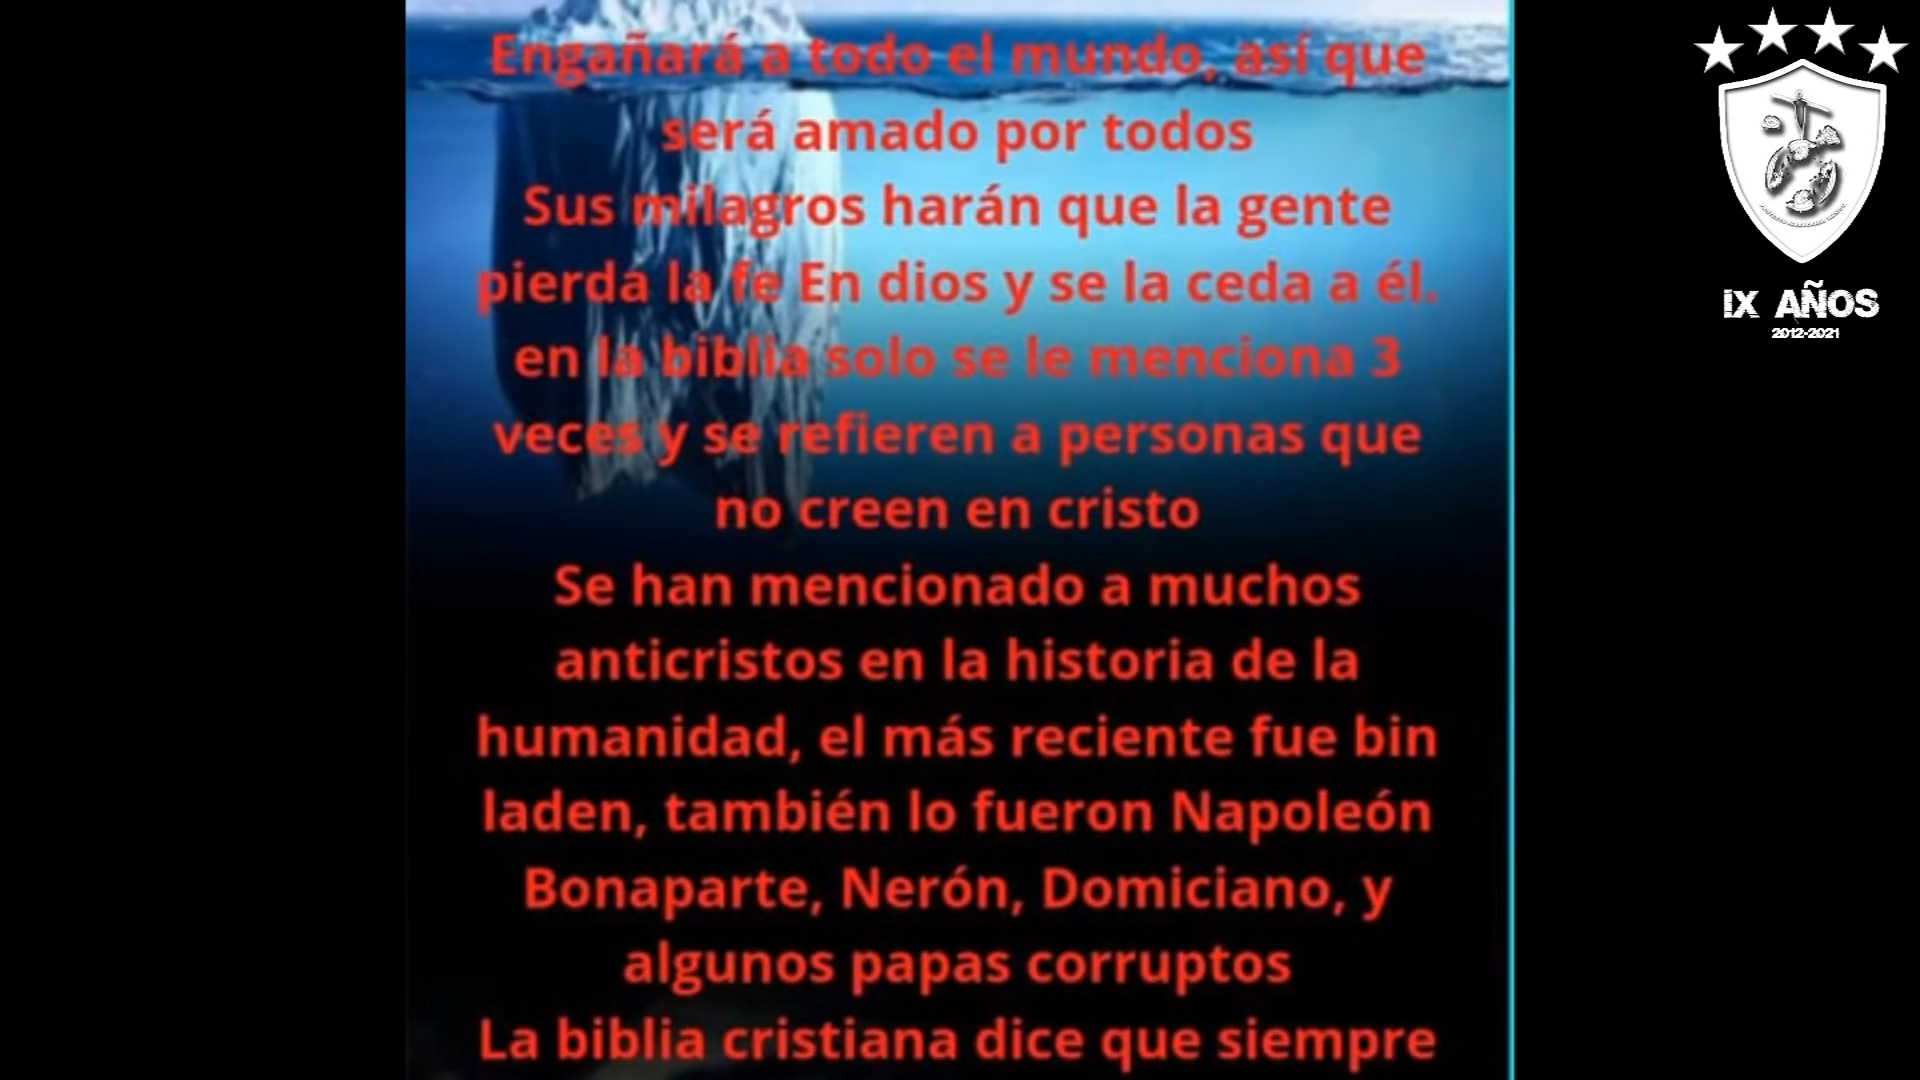 Engañará a todo el mundo, así que
será amado por todos
Sus milagros harán que la gente
pierda la fe En dios y se la ceda a él.
en la biblia solo se le menciona 3
veces y se refieren a personas que
no creen en cristo
Se han mencionado a muchos
anticristos en la historia de la
humanidad, el más reciente fue bin
laden, también lo fueron Napoleón
Bonaparte, Nerón, Domiciano, y
algunos papas corruptos
La biblia cristiana dice que siempre
IX AÑOS
2012-2021